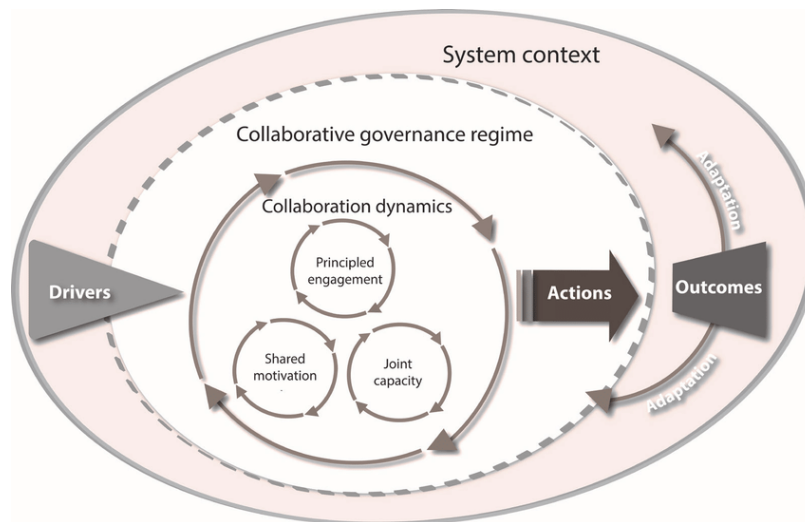 System context
Collaborative governance regime
Collaboration dynamics
Principled
engagement
Shared
motivation
Joint
capacity
Drivers
Actions
Outcomes
Adaptation
Adaptation